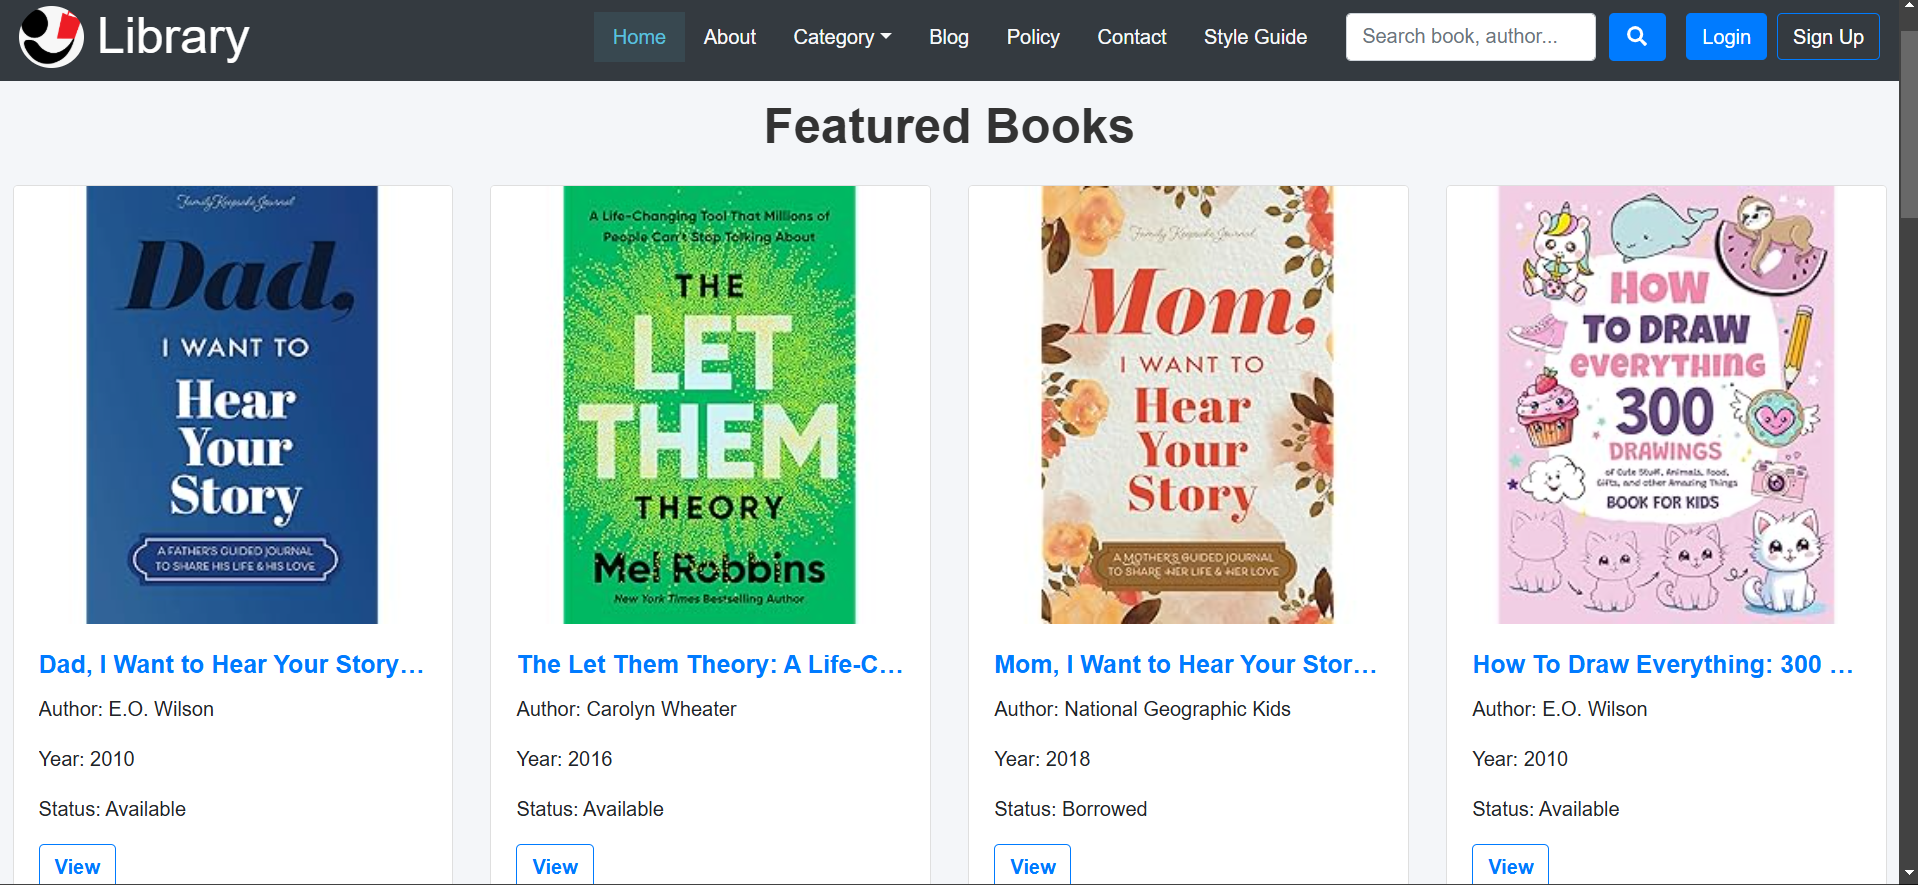 Library
Home About Category Blog Policy Contact Style Guide Search book, author... Login Sign Up
Featured Books
Family Keepsake Journal
Dad,
I WANT TO
Hear
Your
Story
A FATHER'S GUIDED JOURNAL
TO SHARE HIS LIFE & HIS LOVE
Dad, I Want to Hear Your Story…
Author: E.O. Wilson
Year: 2010
Status: Available
View
A Life-Changing Tool That Millions of
People Can't Stop Talking About
THE
LET
THEM
THEORY
Mel Robbins
New York Times Bestselling Author
The Let Them Theory: A Life-C…
Author: Carolyn Wheater
Year: 2016
Status: Available
View
Family Keepsake Journal
Mom,
I WANT TO
Hear
Your
Story
A MOTHER'S GUIDED JOURNAL
TO SHARE HER LIFE & HER LOVE
Mom, I Want to Hear Your Stor…
Author: National Geographic Kids
Year: 2018
Status: Borrowed
View
HOW
TO DRAW
EVERYTHING
300
DRAWINGS
of Cute Stuff, Animals, Food,
Gifts, and other Amazing Things
BOOK FOR KIDS
How To Draw Everything: 300 …
Author: E.O. Wilson
Year: 2010
Status: Available
View